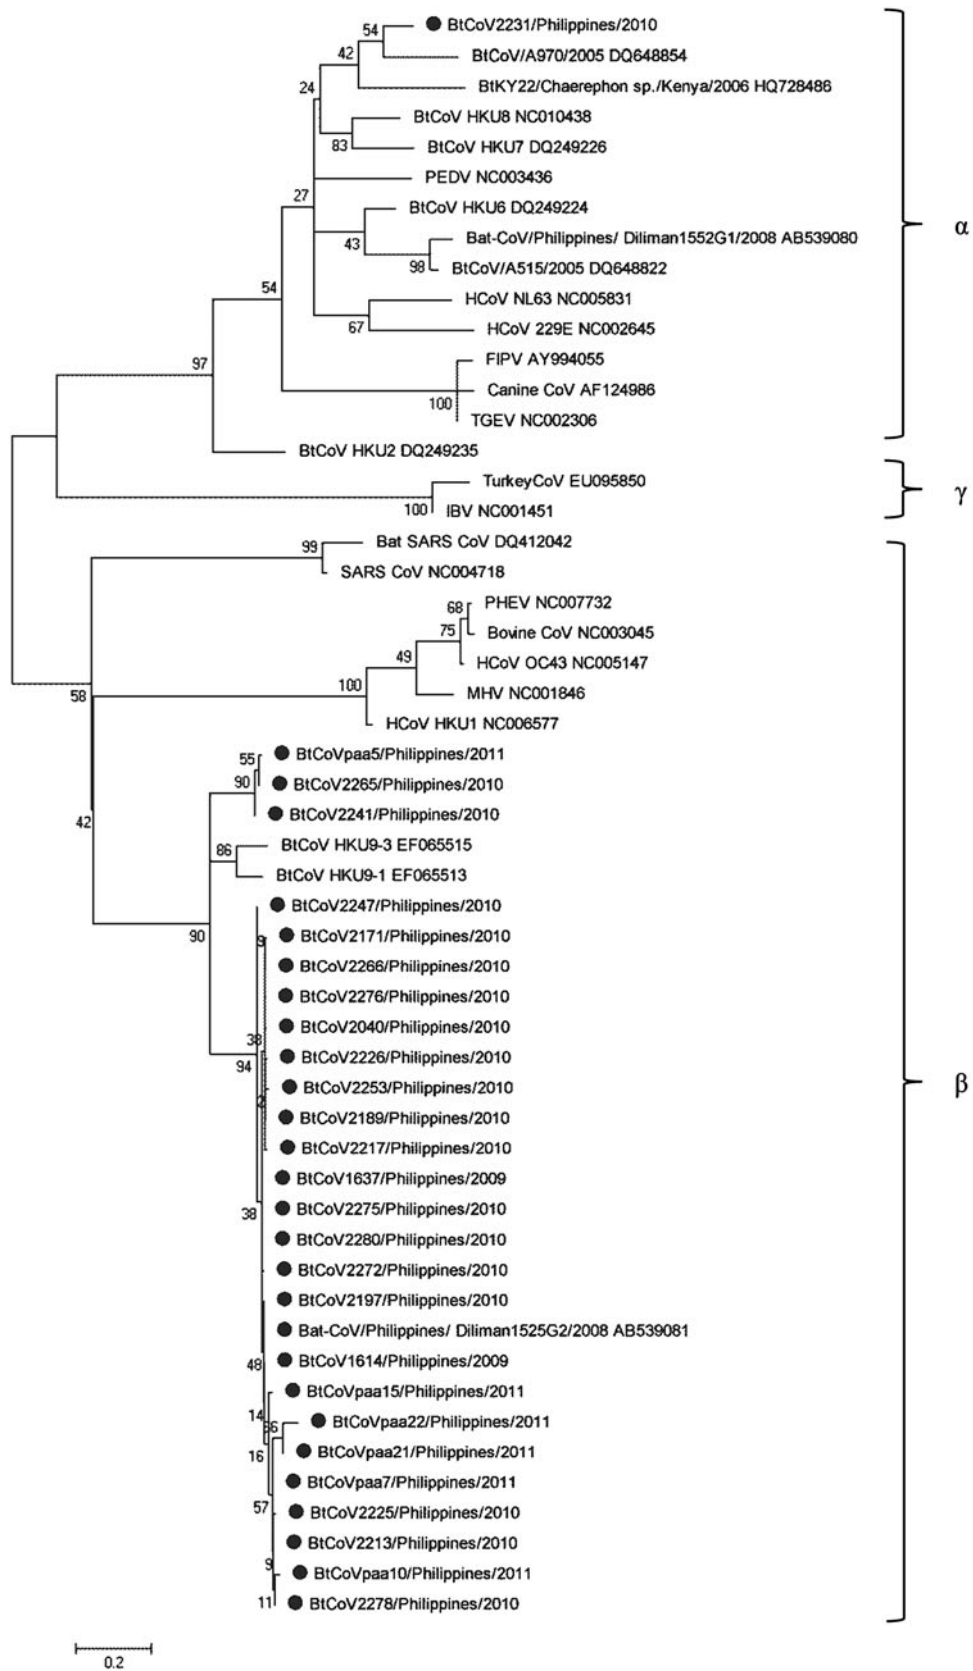 54
BtCoV2231/Philippines/2010
42
BtCoV/A970/2005 DQ648854
24
BtKY22/Chaerephon sp./Kenya/2006 HQ728486
BtCoV HKU8 NC010438
83
BtCoV HKU7 DQ249226
PEDV NC003436
27
BtCoV HKU6 DQ249224
α
43
Bat-CoV/Philippines/ Diliman1552G1/2008 AB539080
98
BtCoV/A515/2005 DQ648822
54
HCoV NL63 NC005831
67
HCoV 229E NC002645
97
FIPV AY994055
Canine CoV AF124986
100
TGEV NC002306
BtCoV HKU2 DQ249235
TurkeyCoV EU095850
γ
100
IBV NC001451
99
Bat SARS CoV DQ412042
SARS CoV NC004718
68
PHEV NC007732
75
Bovine CoV NC003045
49
HCoV OC43 NC005147
100
MHV NC001846
58
HCoV HKU1 NC006577
55
BtCoVpaa5/Philippines/2011
90
BtCoV2265/Philippines/2010
42
BtCoV2241/Philippines/2010
86
BtCoV HKU9-3 EF065515
BtCoV HKU9-1 EF065513
90
BtCoV2247/Philippines/2010
9
BtCoV2171/Philippines/2010
BtCoV2266/Philippines/2010
BtCoV2276/Philippines/2010
38
BtCoV2040/Philippines/2010
94
BtCoV2226/Philippines/2010
β
2
BtCoV2253/Philippines/2010
BtCoV2189/Philippines/2010
BtCoV2217/Philippines/2010
BtCoV1637/Philippines/2009
38
BtCoV2275/Philippines/2010
BtCoV2280/Philippines/2010
BtCoV2272/Philippines/2010
BtCoV2197/Philippines/2010
Bat-CoV/Philippines/ Diliman1525G2/2008 AB539081
48
BtCoV1614/Philippines/2009
BtCoVpaa15/Philippines/2011
14
BtCoVpaa22/Philippines/2011
16
BtCoVpaa21/Philippines/2011
BtCoVpaa7/Philippines/2011
57
BtCoV2225/Philippines/2010
BtCoV2213/Philippines/2010
9
BtCoVpaa10/Philippines/2011
11
BtCoV2278/Philippines/2010
0.2